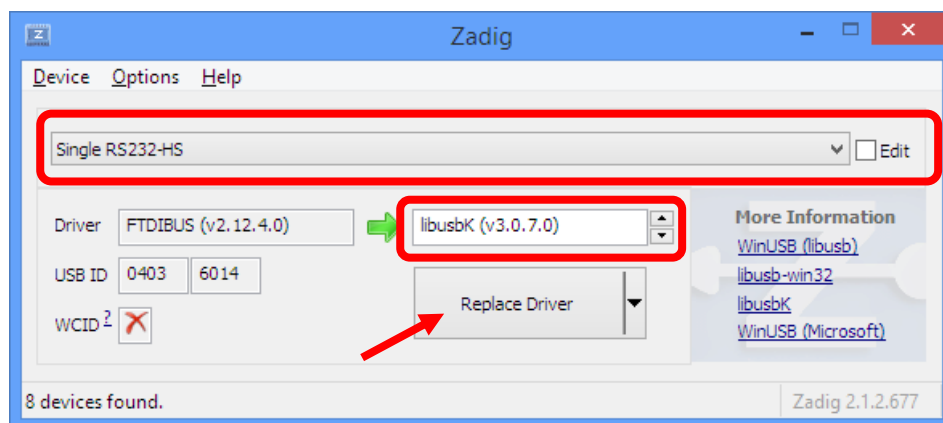 Z
Zadig
Device Options Help
Single RS232-HS
Edit
Driver FTDIBUS (v2.12.4.0) libusbK (v3.0.7.0)
USB ID 0403 6014
WCID ?
Replace Driver
More Information
WinUSB (libusb)
libusb-win32
libusbK
WinUSB (Microsoft)
8 devices found.
Zadig 2.1.2.677